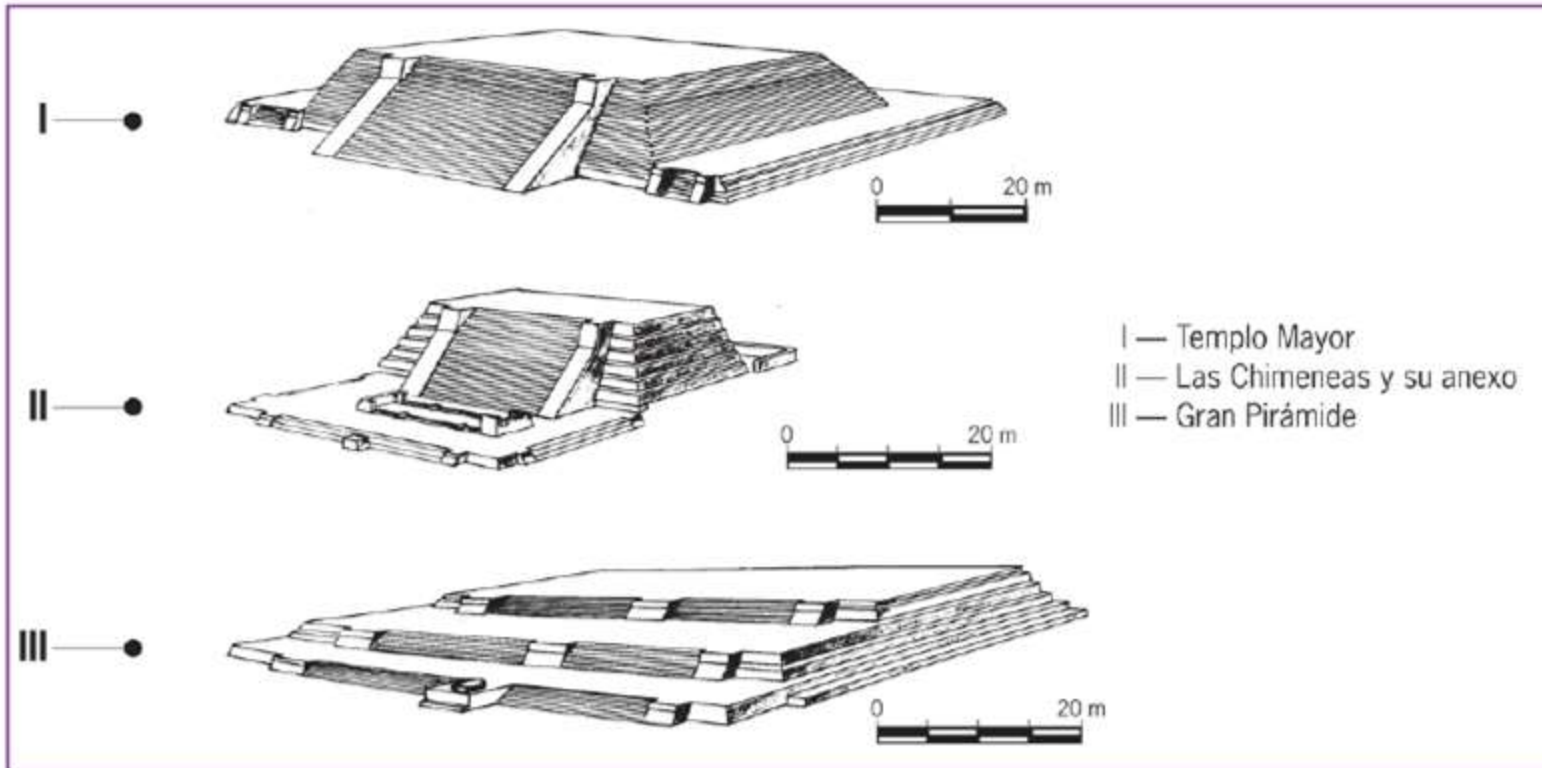 I
0 20 m
II
0 20 m
I — Templo Mayor
II — Las Chimeneas y su anexo
III — Gran Pirámide
III
0 20 m